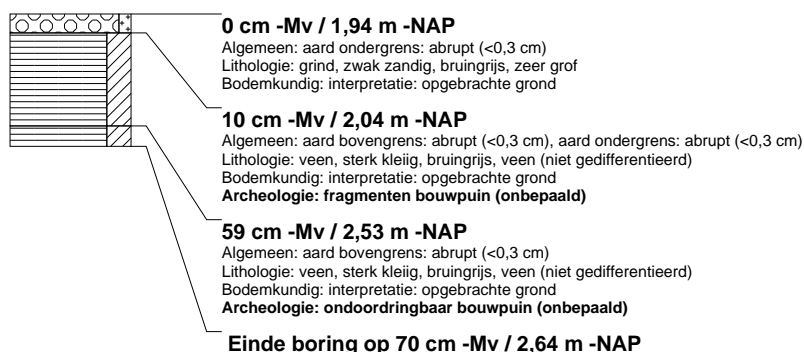 0 cm -Mv / 1,94 m -NAP
Algemeen: aard ondergrens: abrupt (<0,3 cm)
Lithologie: grind, zwak zandig, bruingrijs, zeer grof
Bodemkundig: interpretatie: opgebrachte grond
10 cm -Mv / 2,04 m -NAP
Algemeen: aard bovengrens: abrupt (<0,3 cm), aard ondergrens: abrupt (<0,3 cm)
Lithologie: veen, sterk kleiig, bruingrijs, veen (niet gedifferentieerd)
Bodemkundig: interpretatie: opgebrachte grond
Archeologie: fragmenten bouwpuin (onbepaald)
59 cm -Mv / 2,53 m -NAP
Algemeen: aard bovengrens: abrupt (<0,3 cm)
Lithologie: veen, sterk kleiig, bruingrijs, veen (niet gedifferentieerd)
Bodemkundig: interpretatie: opgebrachte grond
Archeologie: ondoordringbaar bouwpuin (onbepaald)
Einde boring op 70 cm -Mv / 2,64 m -NAP